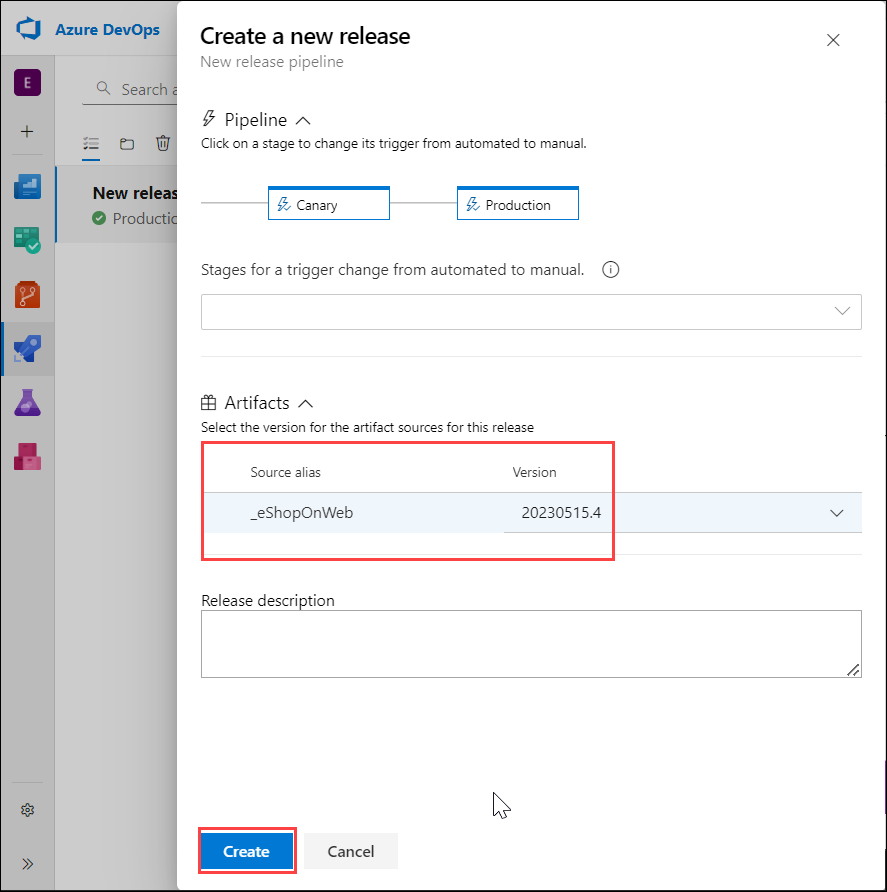 Azure DevOps
Create a new release
New release pipeline
E
Search a
Pipeline
Click on a stage to change its trigger from automated to manual.
New releas
Productic
Canary
Production
Stages for a trigger change from automated to manual.
Artifacts
Select the version for the artifact sources for this release
Source alias Version
_eShopOnWeb 20230515.4
Release description
Create Cancel